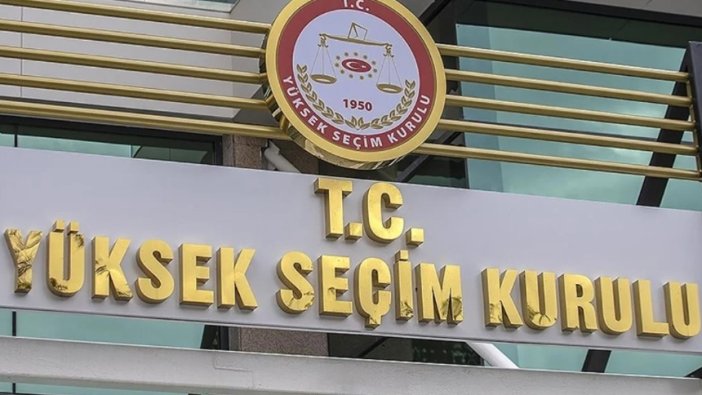 T.C.
1950
YÜKSEK SEÇİM KURULU
T.C.
YÜKSEK SEÇİM KURULU